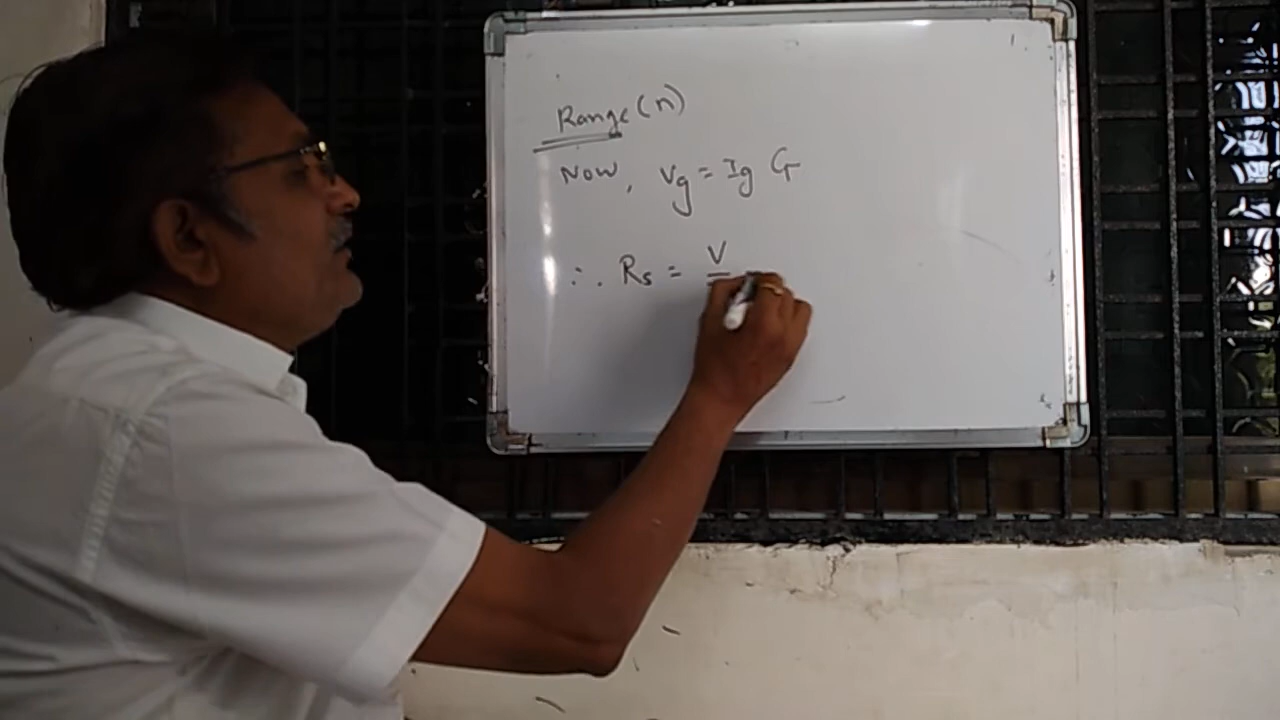 Range (n)
Now, Vg = Ig G
∴ Rs = V